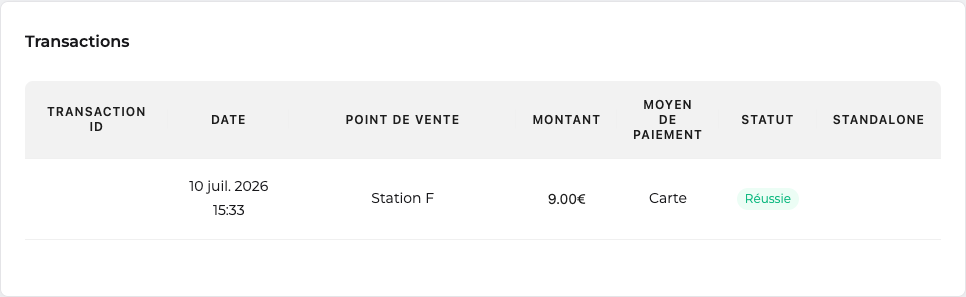 Transactions
TRANSACTION ID
DATE
POINT DE VENTE
MONTANT
MOYEN DE PAIEMENT
STATUT
STANDALONE
10 juil. 2026
15:33
Station F
9.00€
Carte
Réussie